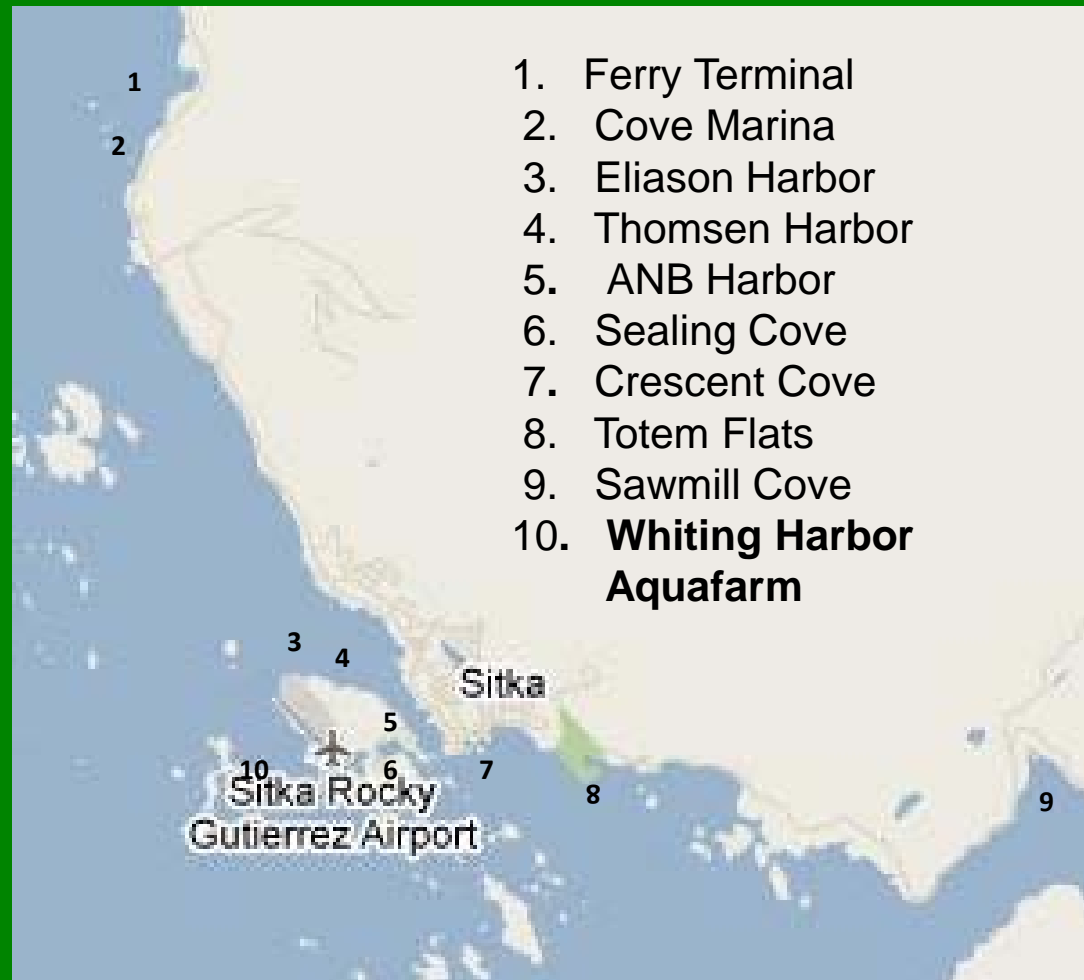 1. Ferry Terminal
2. Cove Marina
3. Eliason Harbor
4. Thomsen Harbor
5. ANB Harbor
6. Sealing Cove
7. Crescent Cove
8. Totem Flats
9. Sawmill Cove
10. Whiting Harbor
Aquafarm
1
2
3
4
Sitka
5
10
6
7
8
9
Sitka Rocky
Gutierrez Airport